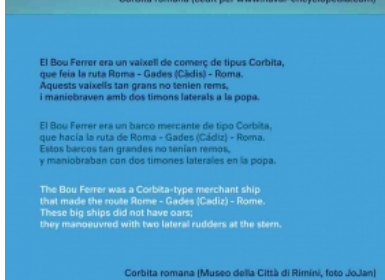 Corbita romana
El Bou Ferrer era un vaixell de comerç de tipus Corbita,
que feia la ruta Roma - Gades (Càdis) - Roma.
Aquests vaixells tan grans no tenien rems,
i maniobraven amb dos timons laterals a la popa.
El Bou Ferrer era un barco mercante de tipo Corbita,
que hacía la ruta de Roma - Gades (Cádiz) - Roma.
Estos barcos tan grandes no tenían remos,
y maniobraban con dos timones laterales en la popa.
The Bou Ferrer was a Corbita-type merchant ship
that made the route Rome - Gades (Cadiz) - Rome.
These big ships did not have oars;
they manoeuvred with two lateral rudders at the stern.
Corbita romana (Museo della Città di Rimini, foto JoJan)